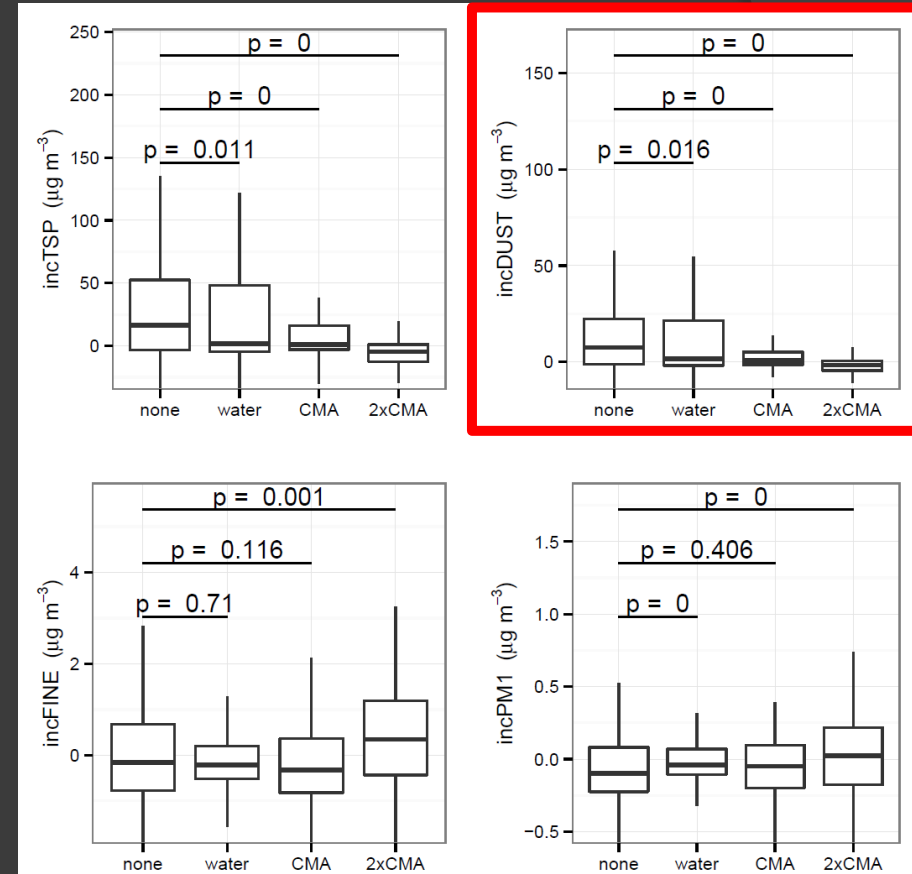 250
200
150
100
50
0
incTSP (μg m⁻³)
p = 0
p = 0
p = 0.011
none water CMA 2xCMA
150
100
50
0
incDUST (μg m⁻³)
p = 0
p = 0
p = 0.016
none water CMA 2xCMA
4
2
0
incFINE (μg m⁻³)
p = 0.001
p = 0.116
p = 0.71
none water CMA 2xCMA
1.5
1.0
0.5
0.0
−0.5
incPM1 (μg m⁻³)
p = 0
p = 0.406
p = 0
none water CMA 2xCMA